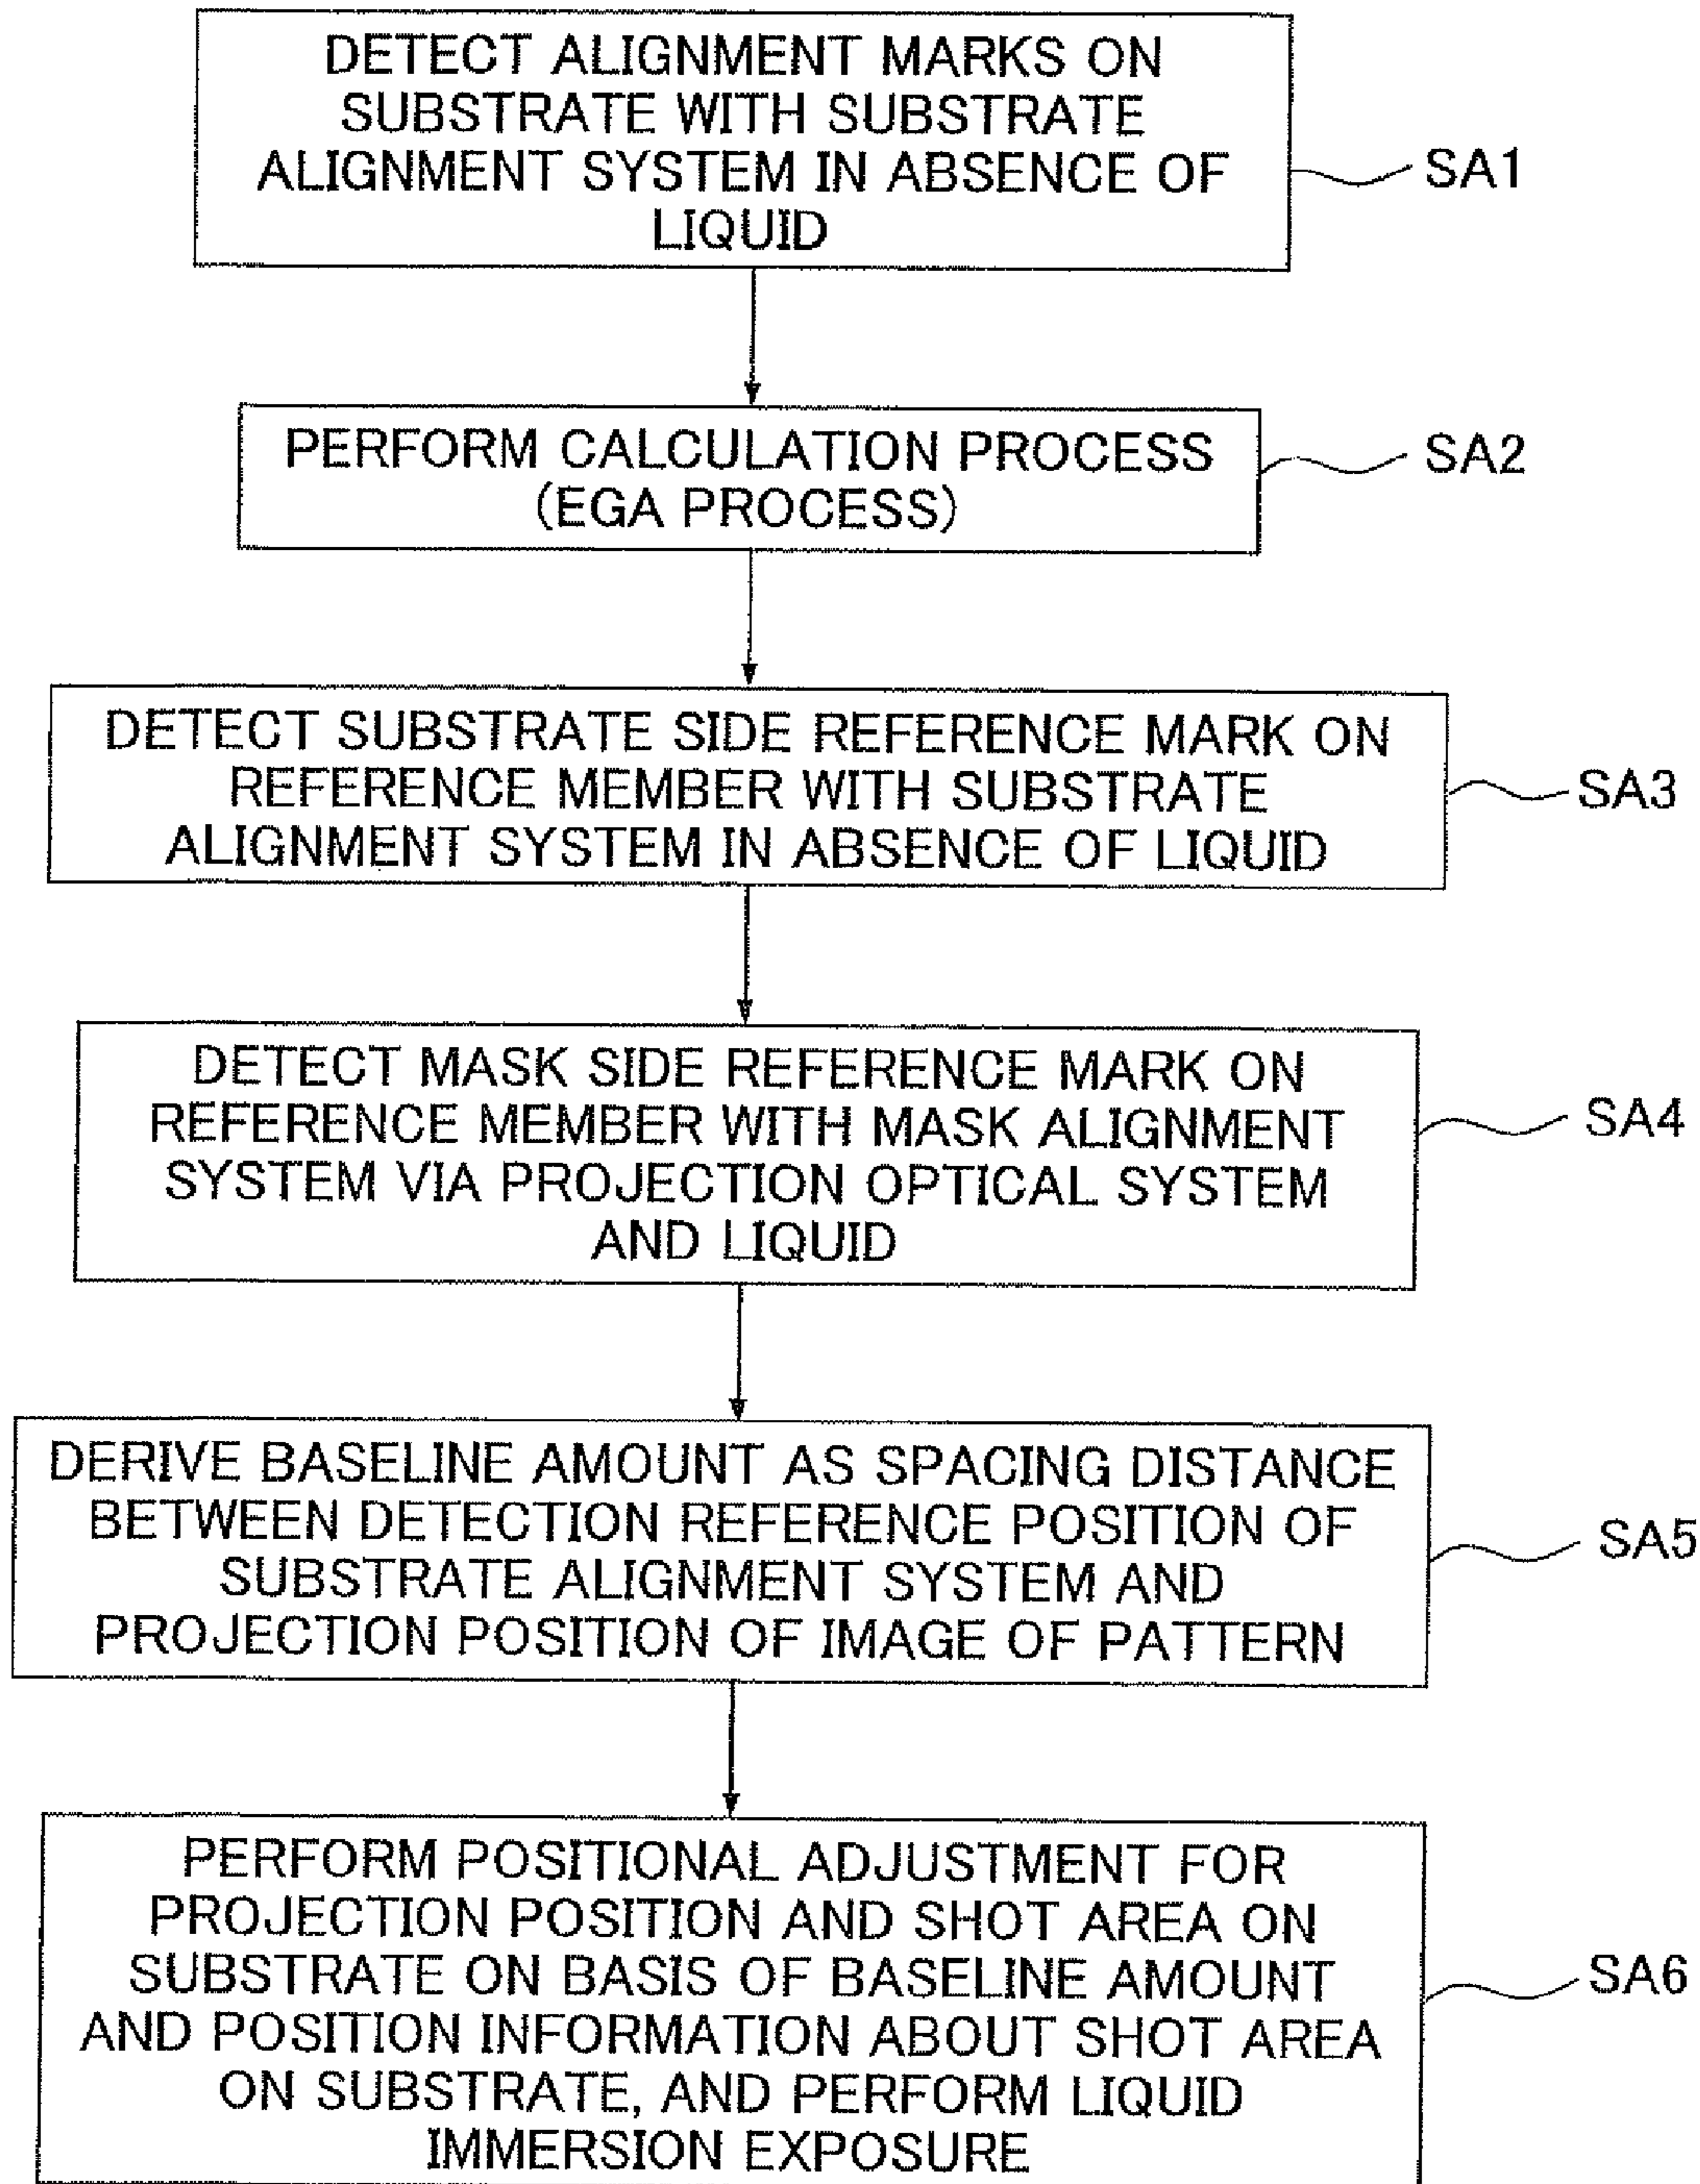 DETECT ALIGNMENT MARKS ON
SUBSTRATE WITH SUBSTRATE
ALIGNMENT SYSTEM IN ABSENCE OF
LIQUID
SA1
PERFORM CALCULATION PROCESS
(EGA PROCESS)
SA2
DETECT SUBSTRATE SIDE REFERENCE MARK ON
REFERENCE MEMBER WITH SUBSTRATE
ALIGNMENT SYSTEM IN ABSENCE OF LIQUID
SA3
DETECT MASK SIDE REFERENCE MARK ON
REFERENCE MEMBER WITH MASK ALIGNMENT
SYSTEM VIA PROJECTION OPTICAL SYSTEM
AND LIQUID
SA4
DERIVE BASELINE AMOUNT AS SPACING DISTANCE
BETWEEN DETECTION REFERENCE POSITION OF
SUBSTRATE ALIGNMENT SYSTEM AND
PROJECTION POSITION OF IMAGE OF PATTERN
SA5
PERFORM POSITIONAL ADJUSTMENT FOR
PROJECTION POSITION AND SHOT AREA ON
SUBSTRATE ON BASIS OF BASELINE AMOUNT
AND POSITION INFORMATION ABOUT SHOT AREA
ON SUBSTRATE, AND PERFORM LIQUID
IMMERSION EXPOSURE
SA6